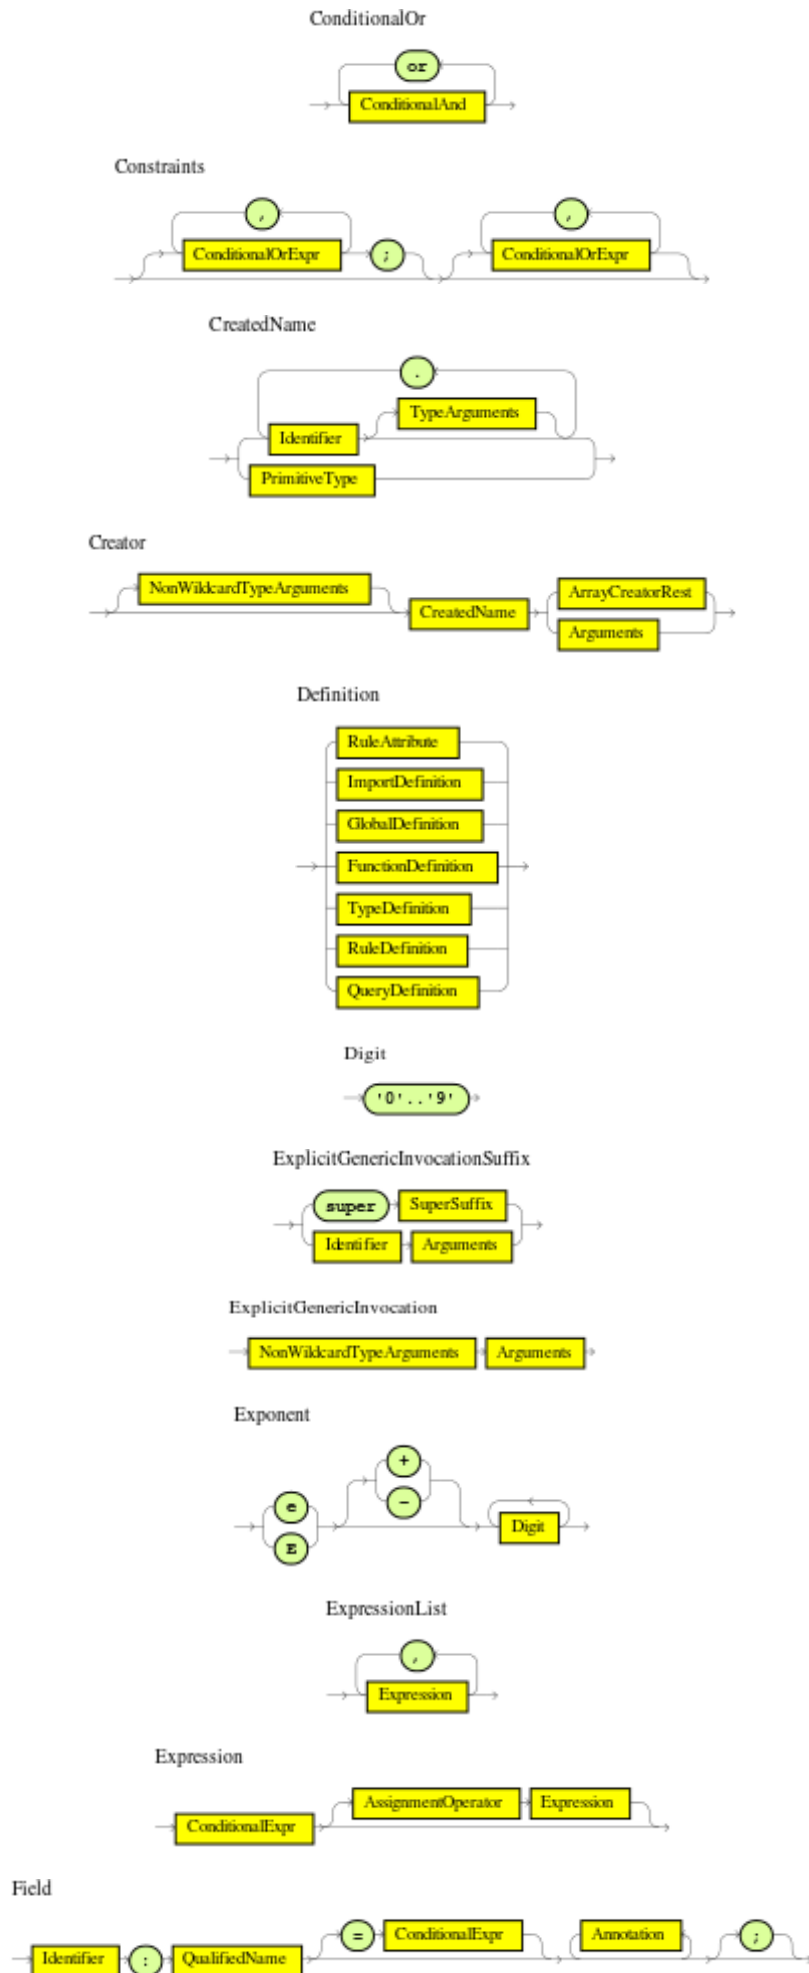 ConditionalOr
or
ConditionalAnd
Constraints
, ,
ConditionalOrExpr ; ConditionalOrExpr
CreatedName
.
TypeArguments
Identifier
PrimitiveType
Creator
NonWildcardTypeArguments ArrayCreatorRest
CreatedName
Arguments
Definition
RuleAttribute
ImportDefinition
GlobalDefinition
FunctionDefinition
TypeDefinition
RuleDefinition
QueryDefinition
Digit
'0'..'9'
ExplicitGenericInvocationSuffix
super SuperSuffix
Identifier Arguments
ExplicitGenericInvocation
NonWildcardTypeArguments Arguments
Exponent
+
-
e
Digit
E
ExpressionList
,
Expression
Expression
AssignmentOperator Expression
ConditionalExpr
Field
= ConditionalExpr Annotation ;
Identifier : QualifiedName